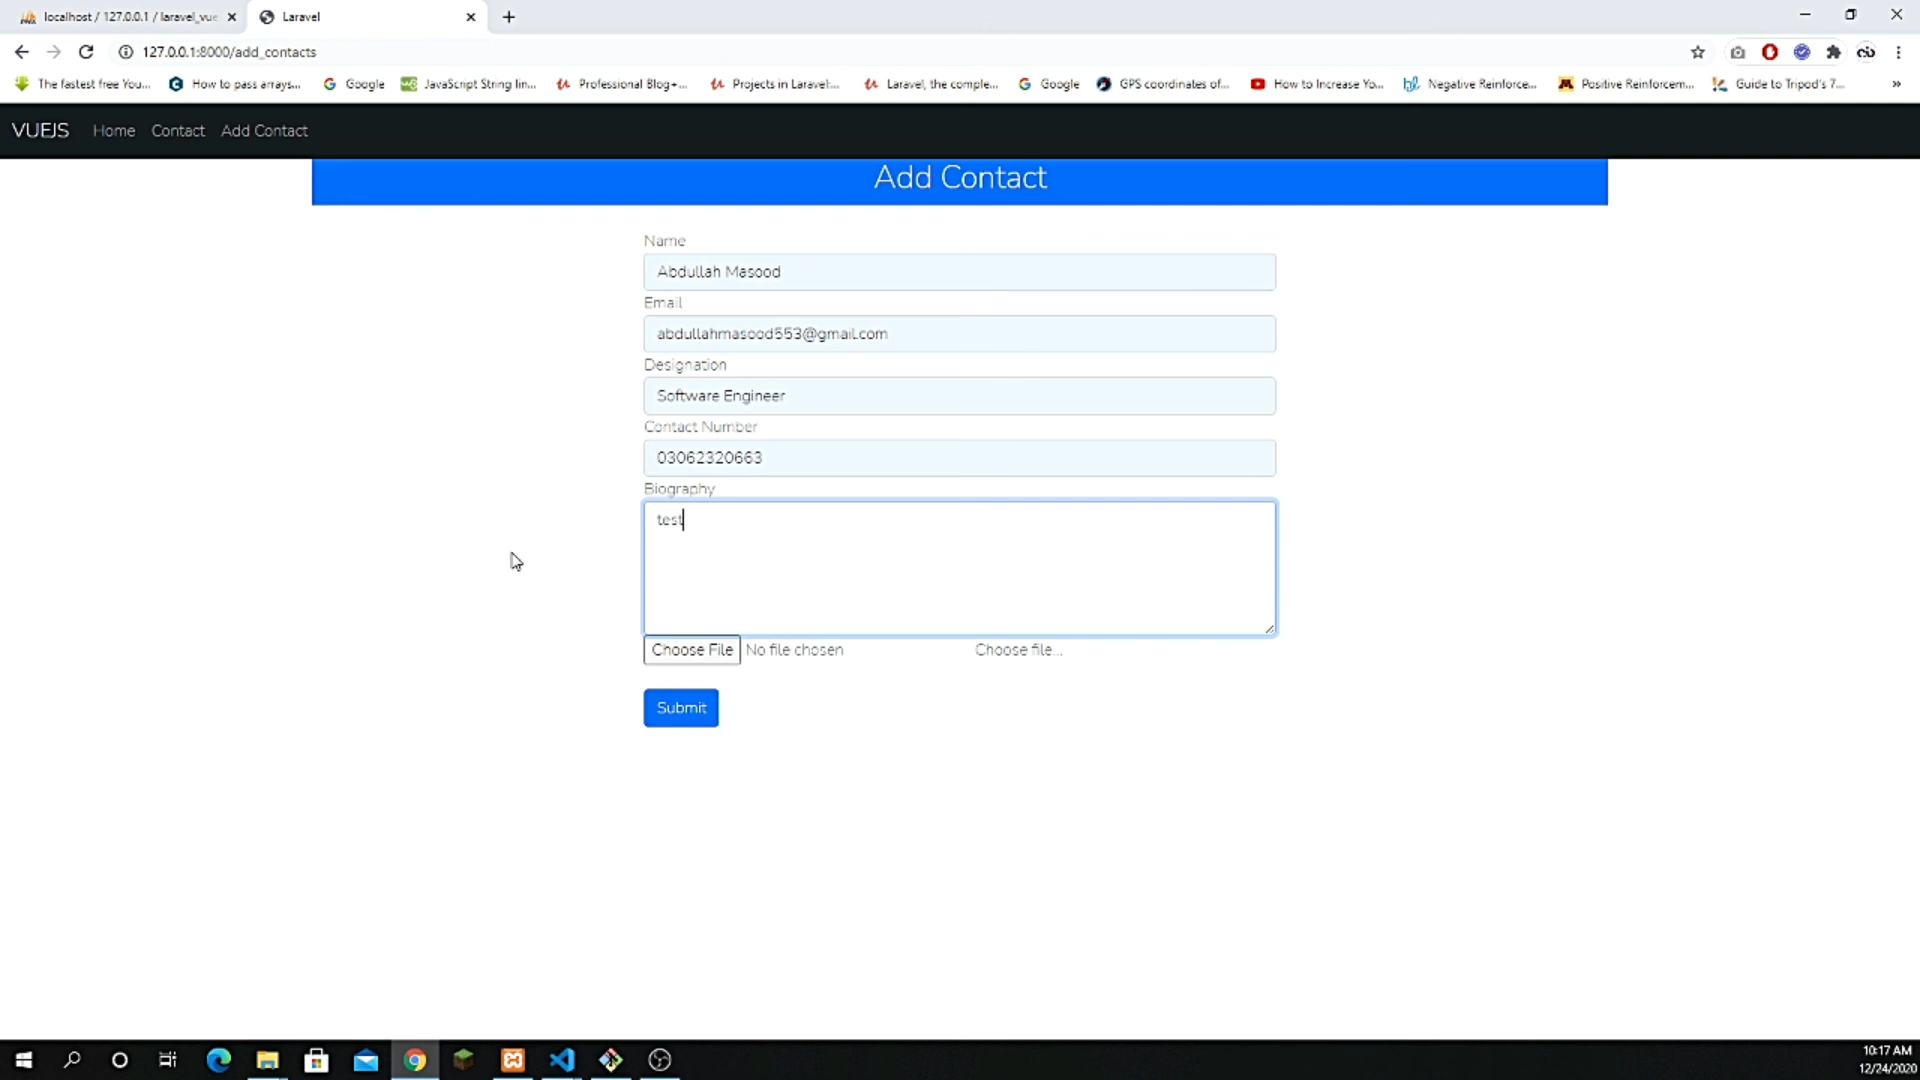 localhost / 127.0.0.1 / laravel_vue
Laravel
127.0.0.1:8000/add_contacts
The fastest free You... How to pass arrays... Google JavaScript String lin... Professional Blog+... Projects in Laravel:... Laravel, the comple... Google GPS coordinates of... How to Increase Yo... Negative Reinforce... Positive Reinforcem... Guide to Tripod's 7... »
VUEJS Home Contact Add Contact
Add Contact
Name
Abdullah Masood
Email
abdullahmasood553@gmail.com
Designation
Software Engineer
Contact Number
03062320663
Biography
test
Choose File No file chosen Choose file...
Submit
10:17 AM
12/24/2020